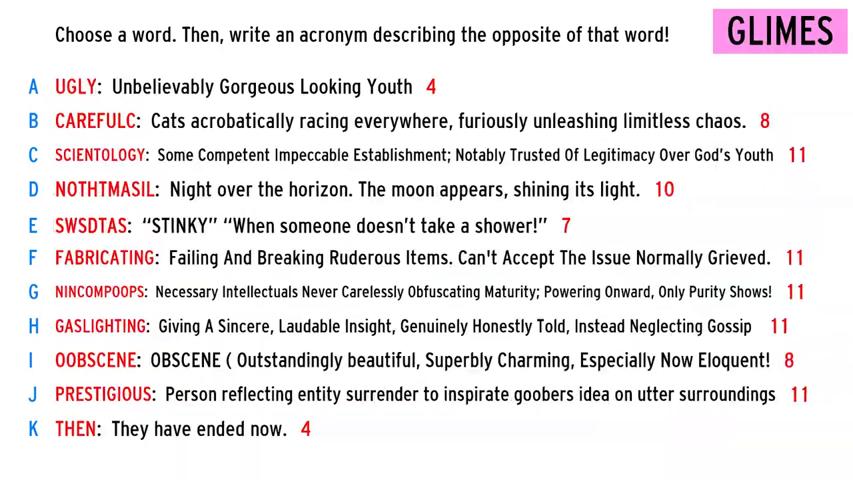 Choose a word. Then, write an acronym describing the opposite of that word!
GLIMES
A UGLY: Unbelievably Gorgeous Looking Youth 4
B CAREFULC: Cats acrobatically racing everywhere, furiously unleashing limitless chaos. 8
C SCIENTOLOGY: Some Competent Impeccable Establishment; Notably Trusted Of Legitimacy Over God's Youth 11
D NOTHTMASIL: Night over the horizon. The moon appears, shining its light. 10
E SWSDTAS: “STINKY” “When someone doesn't take a shower!” 7
F FABRICATING: Failing And Breaking Ruderous Items. Can't Accept The Issue Normally Grieved. 11
G NINCOMPOOPS: Necessary Intellectuals Never Carelessly Obfuscating Maturity; Powering Onward, Only Purity Shows! 11
H GASLIGHTING: Giving A Sincere, Laudable Insight, Genuinely Honestly Told, Instead Neglecting Gossip 11
I OOBSCENE: OBSCENE ( Outstandingly beautiful, Superbly Charming, Especially Now Eloquent! 8
J PRESTIGIOUS: Person reflecting entity surrender to inspirate goobers idea on utter surroundings 11
K THEN: They have ended now. 4